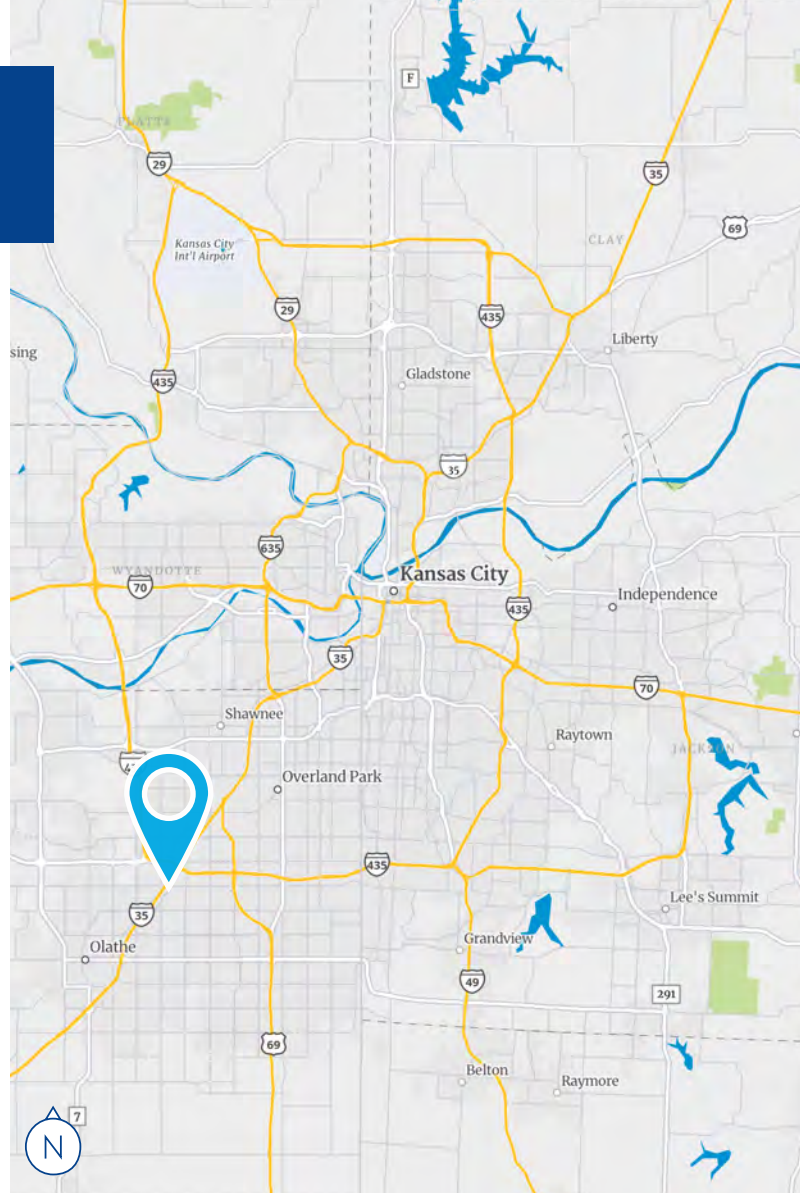 F
PLATTE
29
35
69
CLAY
Kansas City
Int'l Airport
29
435
Liberty
sing
435
Gladstone
35
635
WYANDOTTE
70
Kansas City
Independence
435
35
70
Shawnee
Raytown
JACKSON
Overland Park
435
Lee's Summit
35
Olathe
Grandview
49
291
69
Belton
Raymore
7
N